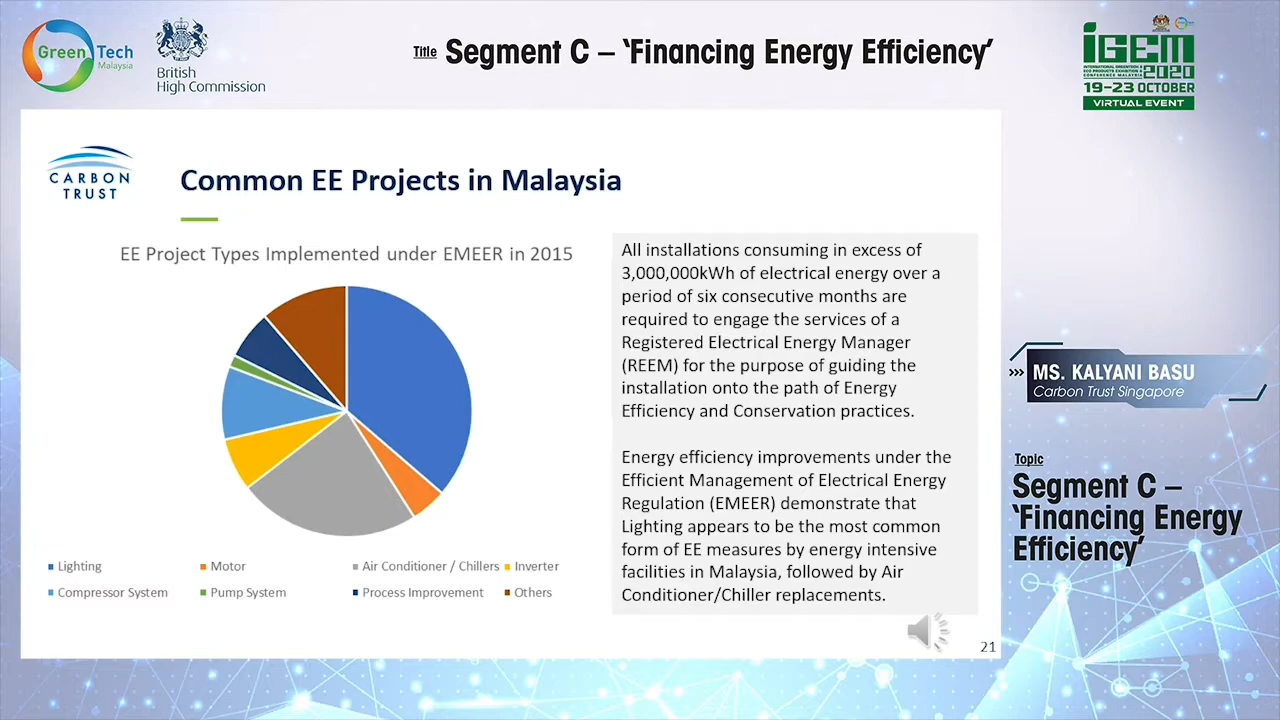 Green Tech
Malaysia
British
High Commission
Title Segment C – ‘Financing Energy Efficiency’
iGEM
INTERNATIONAL GREENTECH &
ECO PRODUCTS EXHIBITION &
CONFERENCE MALAYSIA 2020
19–23 OCTOBER
VIRTUAL EVENT
CARBON
TRUST
Common EE Projects in Malaysia
EE Project Types Implemented under EMEER in 2015
Lighting
Motor
Air Conditioner / Chillers
Inverter
Compressor System
Pump System
Process Improvement
Others
All installations consuming in excess of
3,000,000kWh of electrical energy over a
period of six consecutive months are
required to engage the services of a
Registered Electrical Energy Manager
(REEM) for the purpose of guiding the
installation onto the path of Energy
Efficiency and Conservation practices.
Energy efficiency improvements under the
Efficient Management of Electrical Energy
Regulation (EMEER) demonstrate that
Lighting appears to be the most common
form of EE measures by energy intensive
facilities in Malaysia, followed by Air
Conditioner/Chiller replacements.
21
MS. KALYANI BASU
Carbon Trust Singapore
Topic
Segment C –
‘Financing Energy
Efficiency’